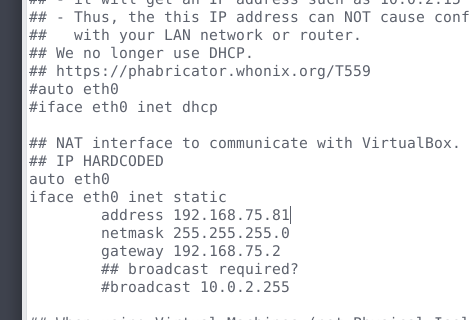 ## - It will get an IP address such as 10.0.2.15
## - Thus, the this IP address can NOT cause conf
##   with your LAN network or router.
## We no longer use DHCP.
## https://phabricator.whonix.org/T559
#auto eth0
#iface eth0 inet dhcp
## NAT interface to communicate with VirtualBox.
## IP HARDCODED
auto eth0
iface eth0 inet static
address 192.168.75.81
netmask 255.255.255.0
gateway 192.168.75.2
## broadcast required?
#broadcast 10.0.2.255